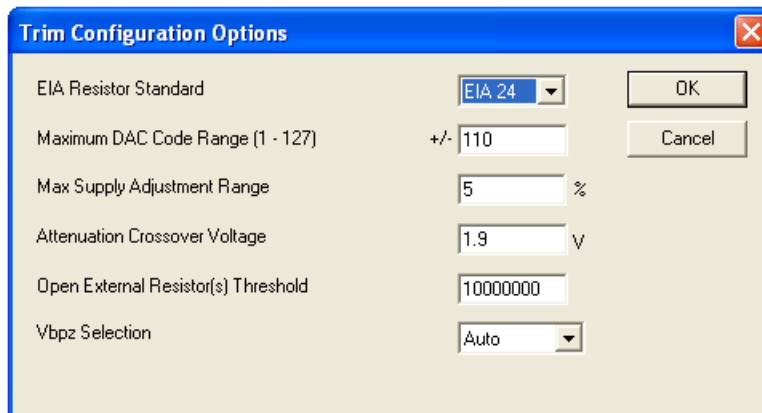 Trim Configuration Options
EIA Resistor Standard EIA 24 OK
Maximum DAC Code Range (1 - 127) +/- 110 Cancel
Max Supply Adjustment Range 5 %
Attenuation Crossover Voltage 1.9 V
Open External Resistor(s) Threshold 10000000
Vbpz Selection Auto